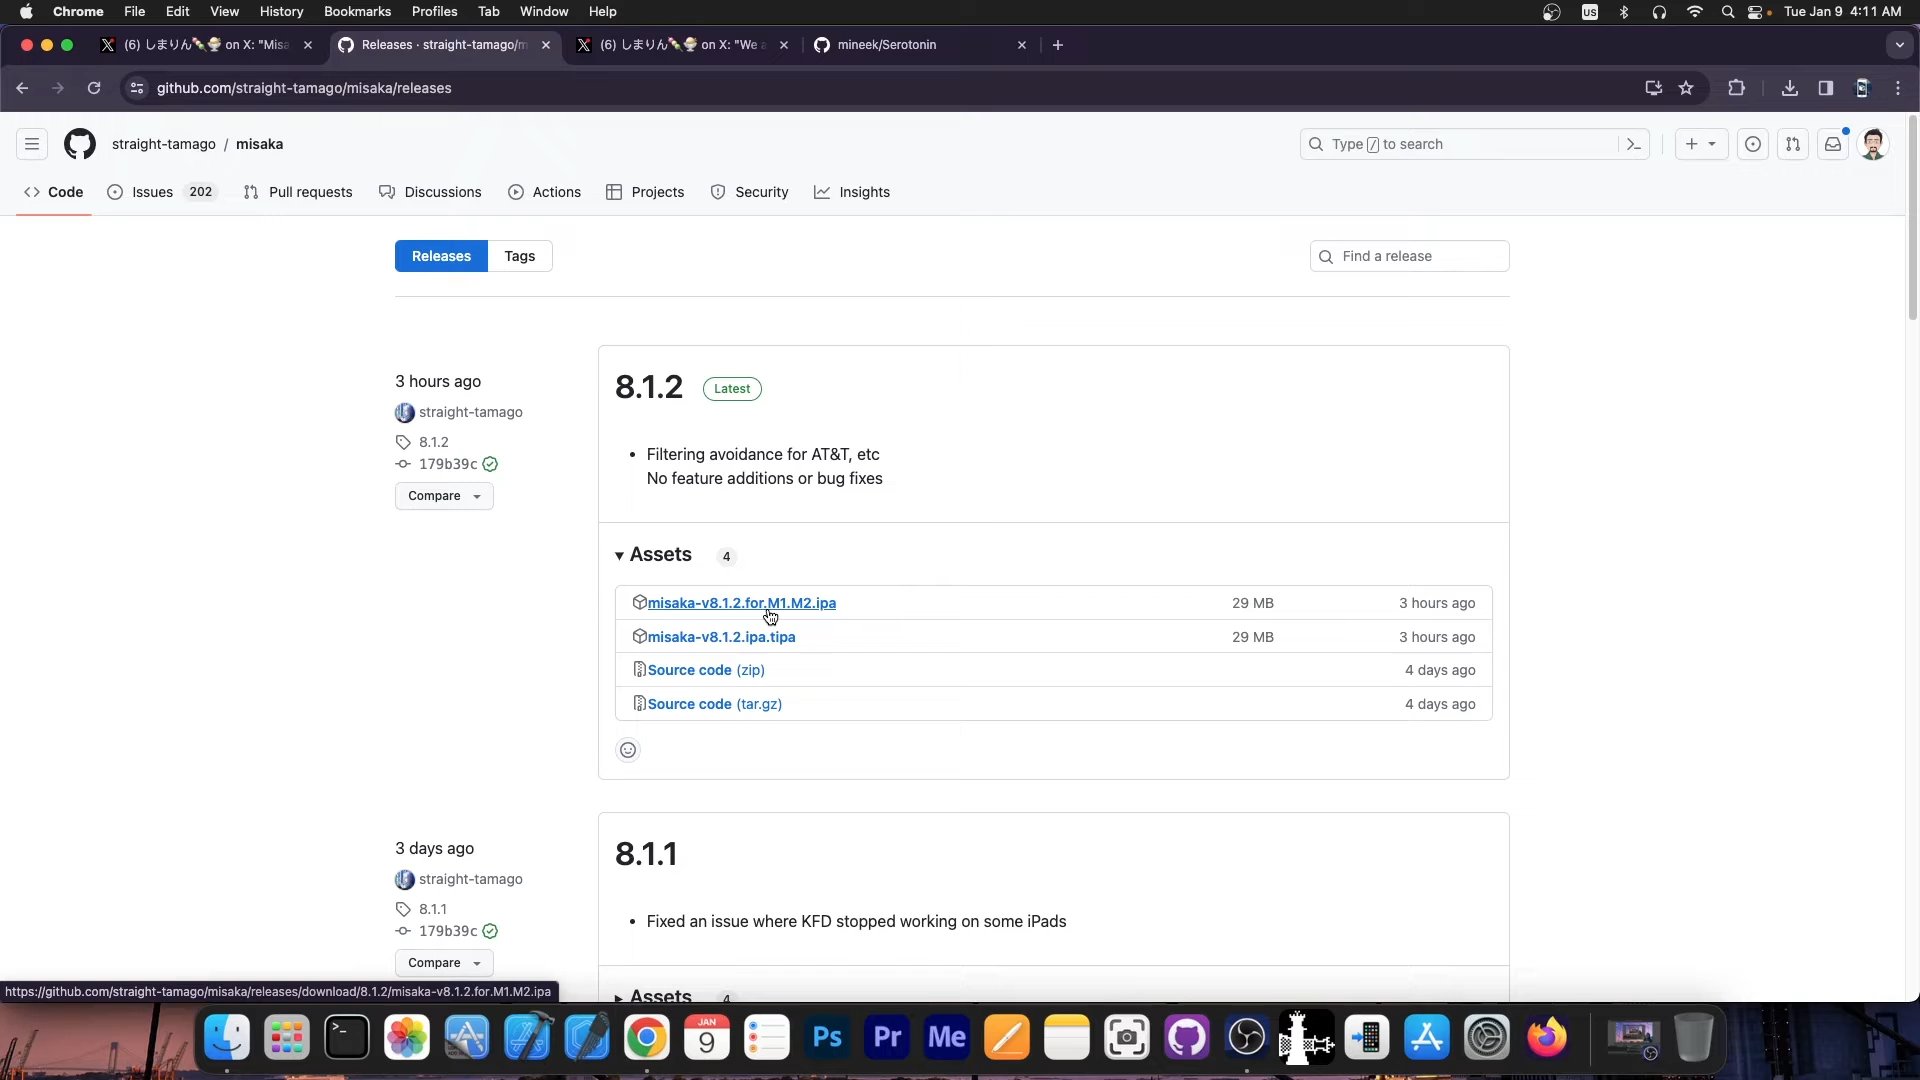 Chrome File Edit View History Bookmarks Profiles Tab Window Help US Tue Jan 9 4:11 AM
(6) しまりん🍡🍨 on X: "Misa Releases · straight-tamago/m (6) しまりん🍡🍨 on X: "We a mineek/Serotonin
github.com/straight-tamago/misaka/releases
straight-tamago / misaka Type / to search
Code Issues 202 Pull requests Discussions Actions Projects Security Insights
Releases Tags Find a release
3 hours ago
straight-tamago
8.1.2
179b39c
Compare
8.1.2 Latest
• Filtering avoidance for AT&T, etc
No feature additions or bug fixes
Assets 4
misaka-v8.1.2.for.M1.M2.ipa 29 MB 3 hours ago
misaka-v8.1.2.ipa.tipa 29 MB 3 hours ago
Source code (zip) 4 days ago
Source code (tar.gz) 4 days ago
3 days ago
straight-tamago
8.1.1
179b39c
Compare
8.1.1
• Fixed an issue where KFD stopped working on some iPads
Assets 4
https://github.com/straight-tamago/misaka/releases/download/8.1.2/misaka-v8.1.2.for.M1.M2.ipa
JAN
9
Ps Pr Me